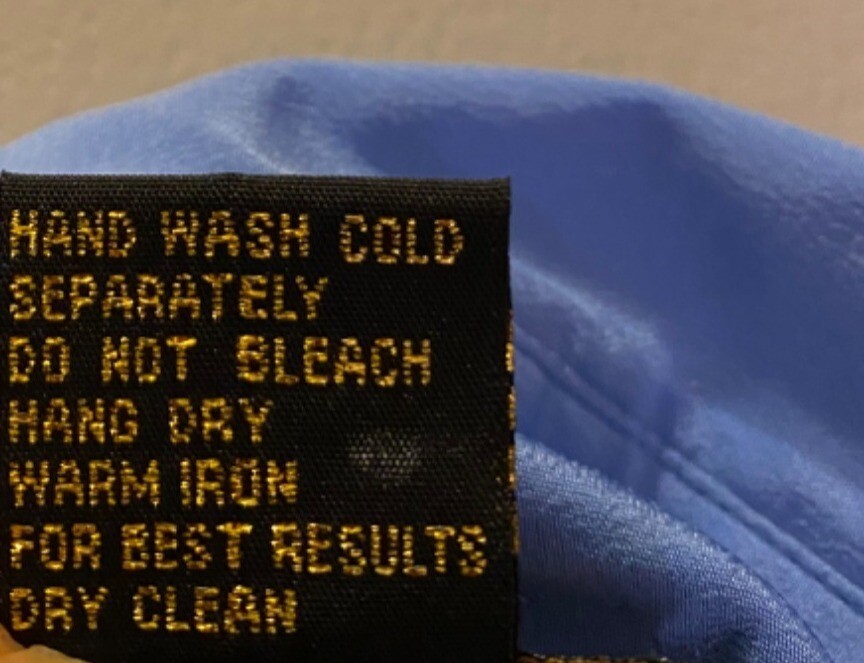 HAND WASH COLD
SEPARATELY
DO NOT BLEACH
HANG DRY
WARM IRON
FOR BEST RESULTS
DRY CLEAN